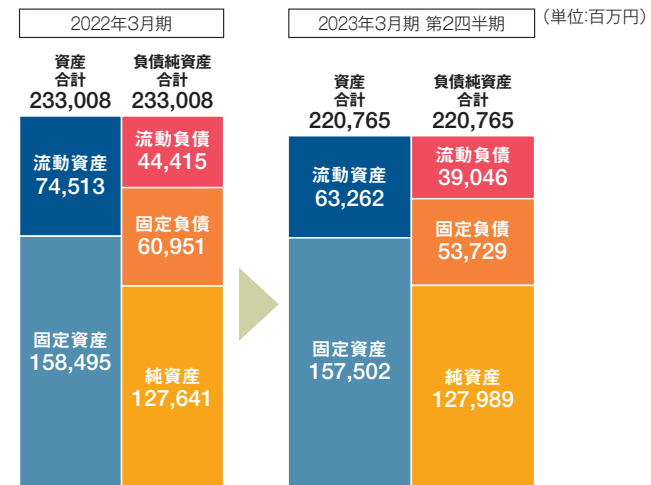 2022年3月期
資産
合計
233,008
負債純資産
合計
233,008
流動資産
74,513
固定資産
158,495
流動負債
44,415
固定負債
60,951
純資産
127,641
2023年3月期 第2四半期
(単位:百万円)
資産
合計
220,765
負債純資産
合計
220,765
流動資産
63,262
固定資産
157,502
流動負債
39,046
固定負債
53,729
純資産
127,989